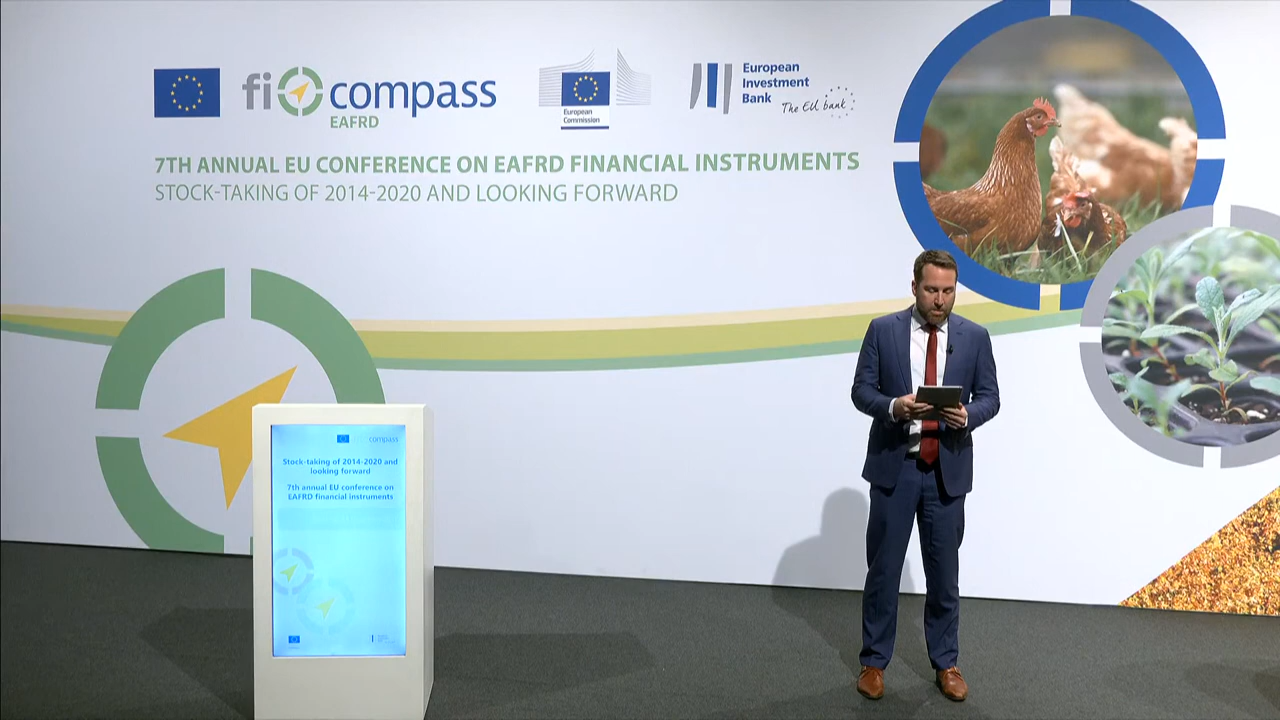 fi compass
EAFRD
European
Commission
European
Investment
Bank
The EU bank
7TH ANNUAL EU CONFERENCE ON EAFRD FINANCIAL INSTRUMENTS
STOCK-TAKING OF 2014-2020 AND LOOKING FORWARD
compass
Stock-taking of 2014-2020 and
looking forward
7th annual EU conference on
EAFRD financial instruments